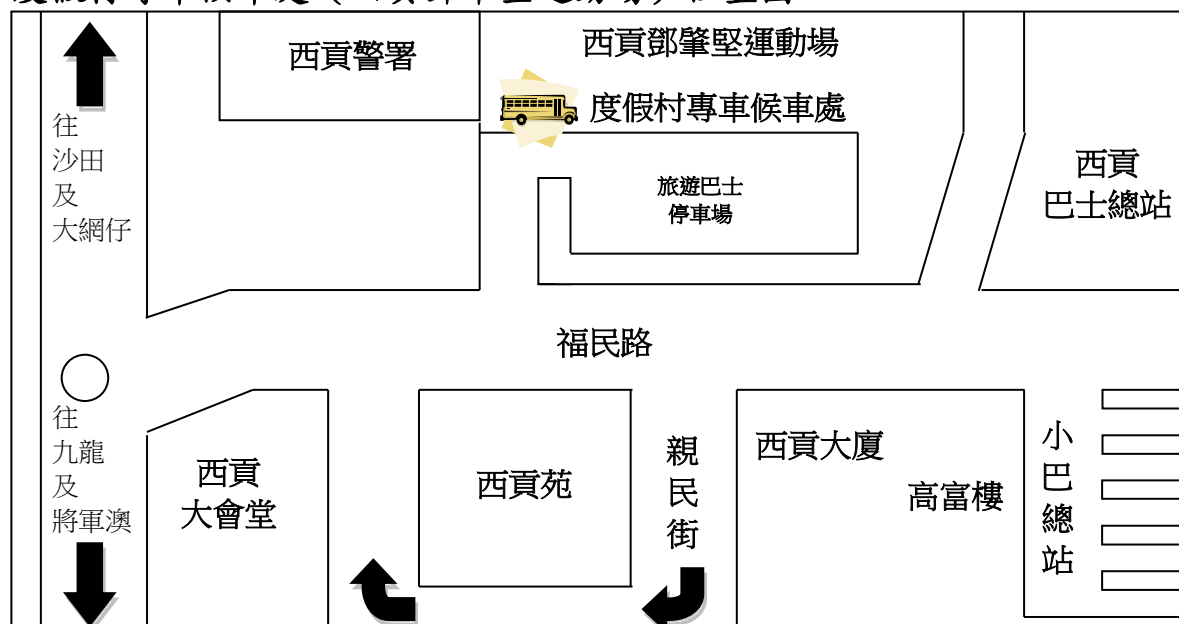 西貢警署
西貢鄧肇堅運動場
度假村專車候車處
往
沙田
及
大網仔
旅遊巴士
停車場
西貢
巴士總站
福民路
往
九龍
及
將軍澳
西貢
大會堂
西貢苑
親民街
西貢大廈
高富樓
小巴總站